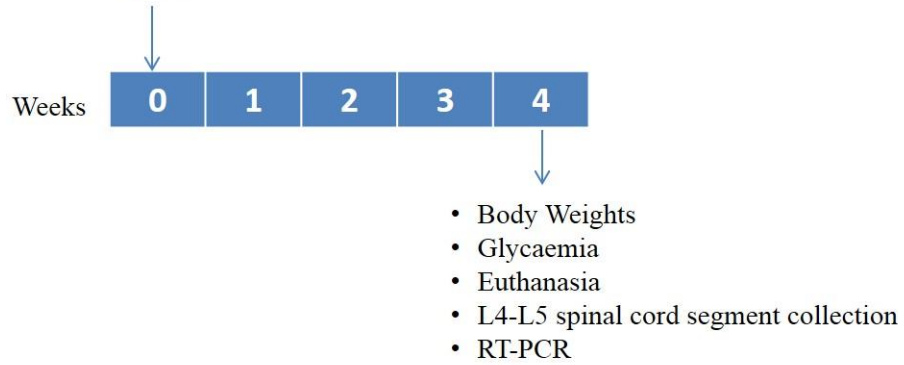 Weeks 0 1 2 3 4
• Body Weights
• Glycaemia
• Euthanasia
• L4-L5 spinal cord segment collection
• RT-PCR